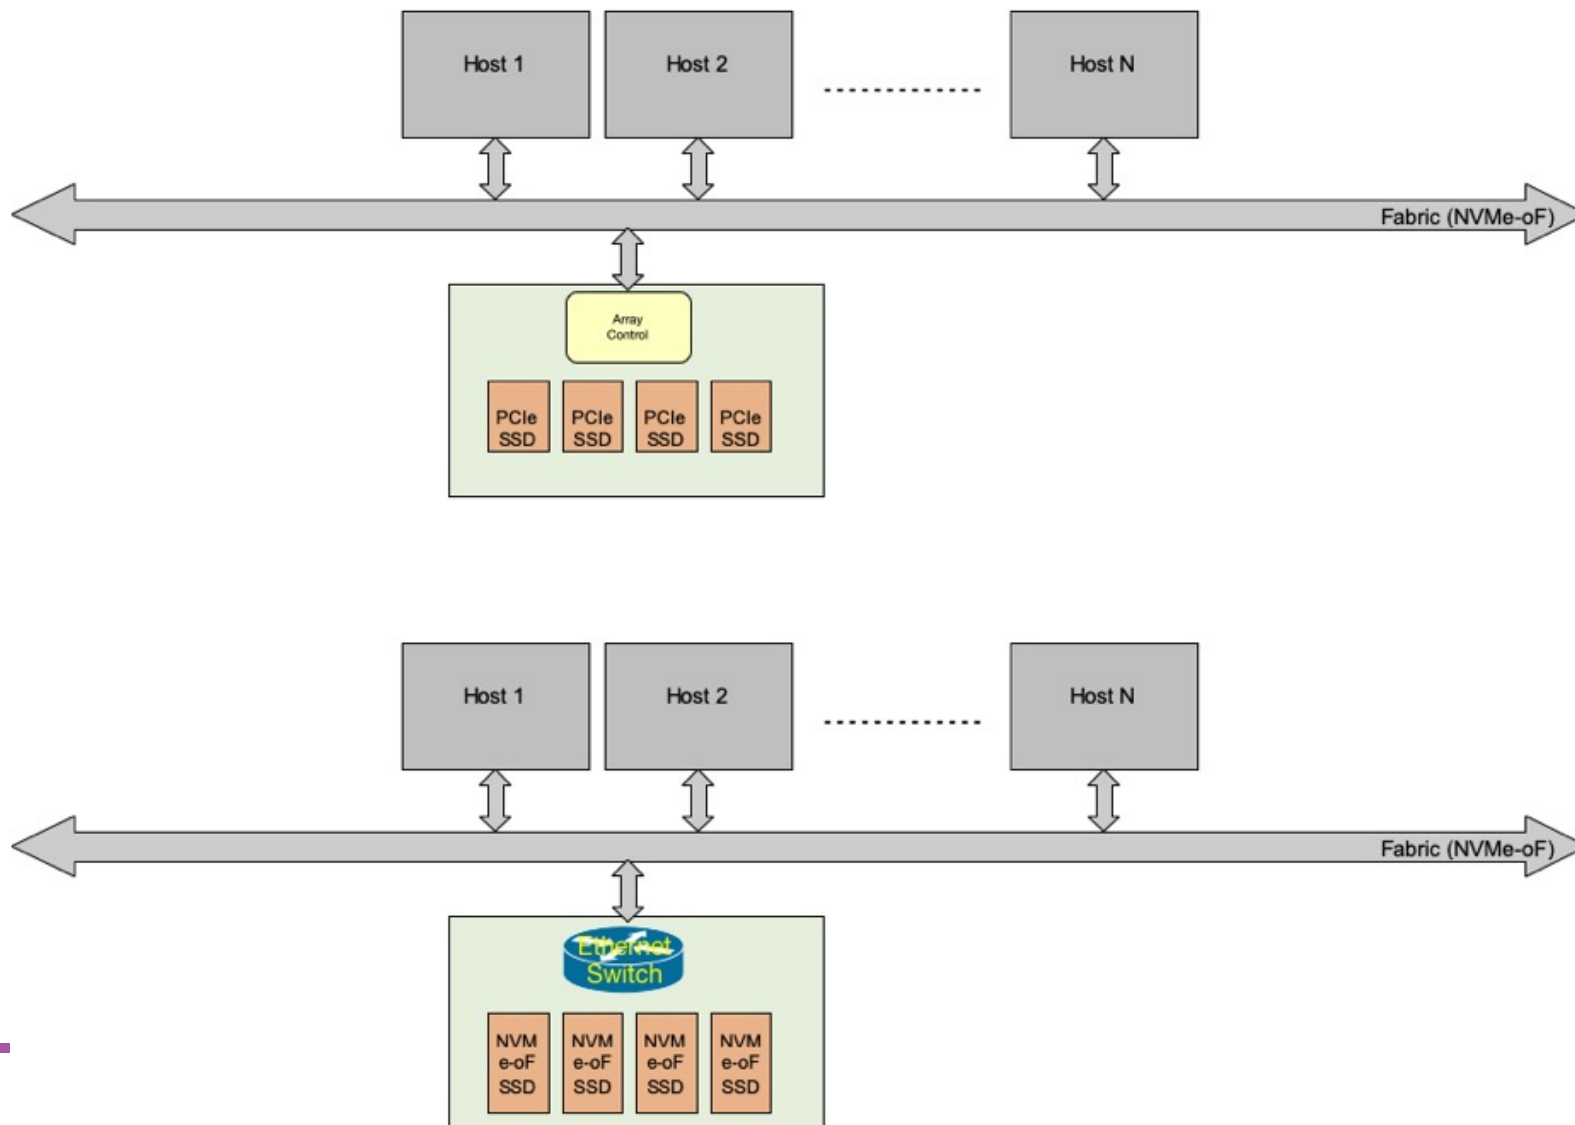 Host 1
Host 2
Host N
Fabric (NVMe-oF)
Array
Control
PCIe
SSD
PCIe
SSD
PCIe
SSD
PCIe
SSD
Host 1
Host 2
Host N
Fabric (NVMe-oF)
Ethernet
Switch
NVM
e-oF
SSD
NVM
e-oF
SSD
NVM
e-oF
SSD
NVM
e-oF
SSD